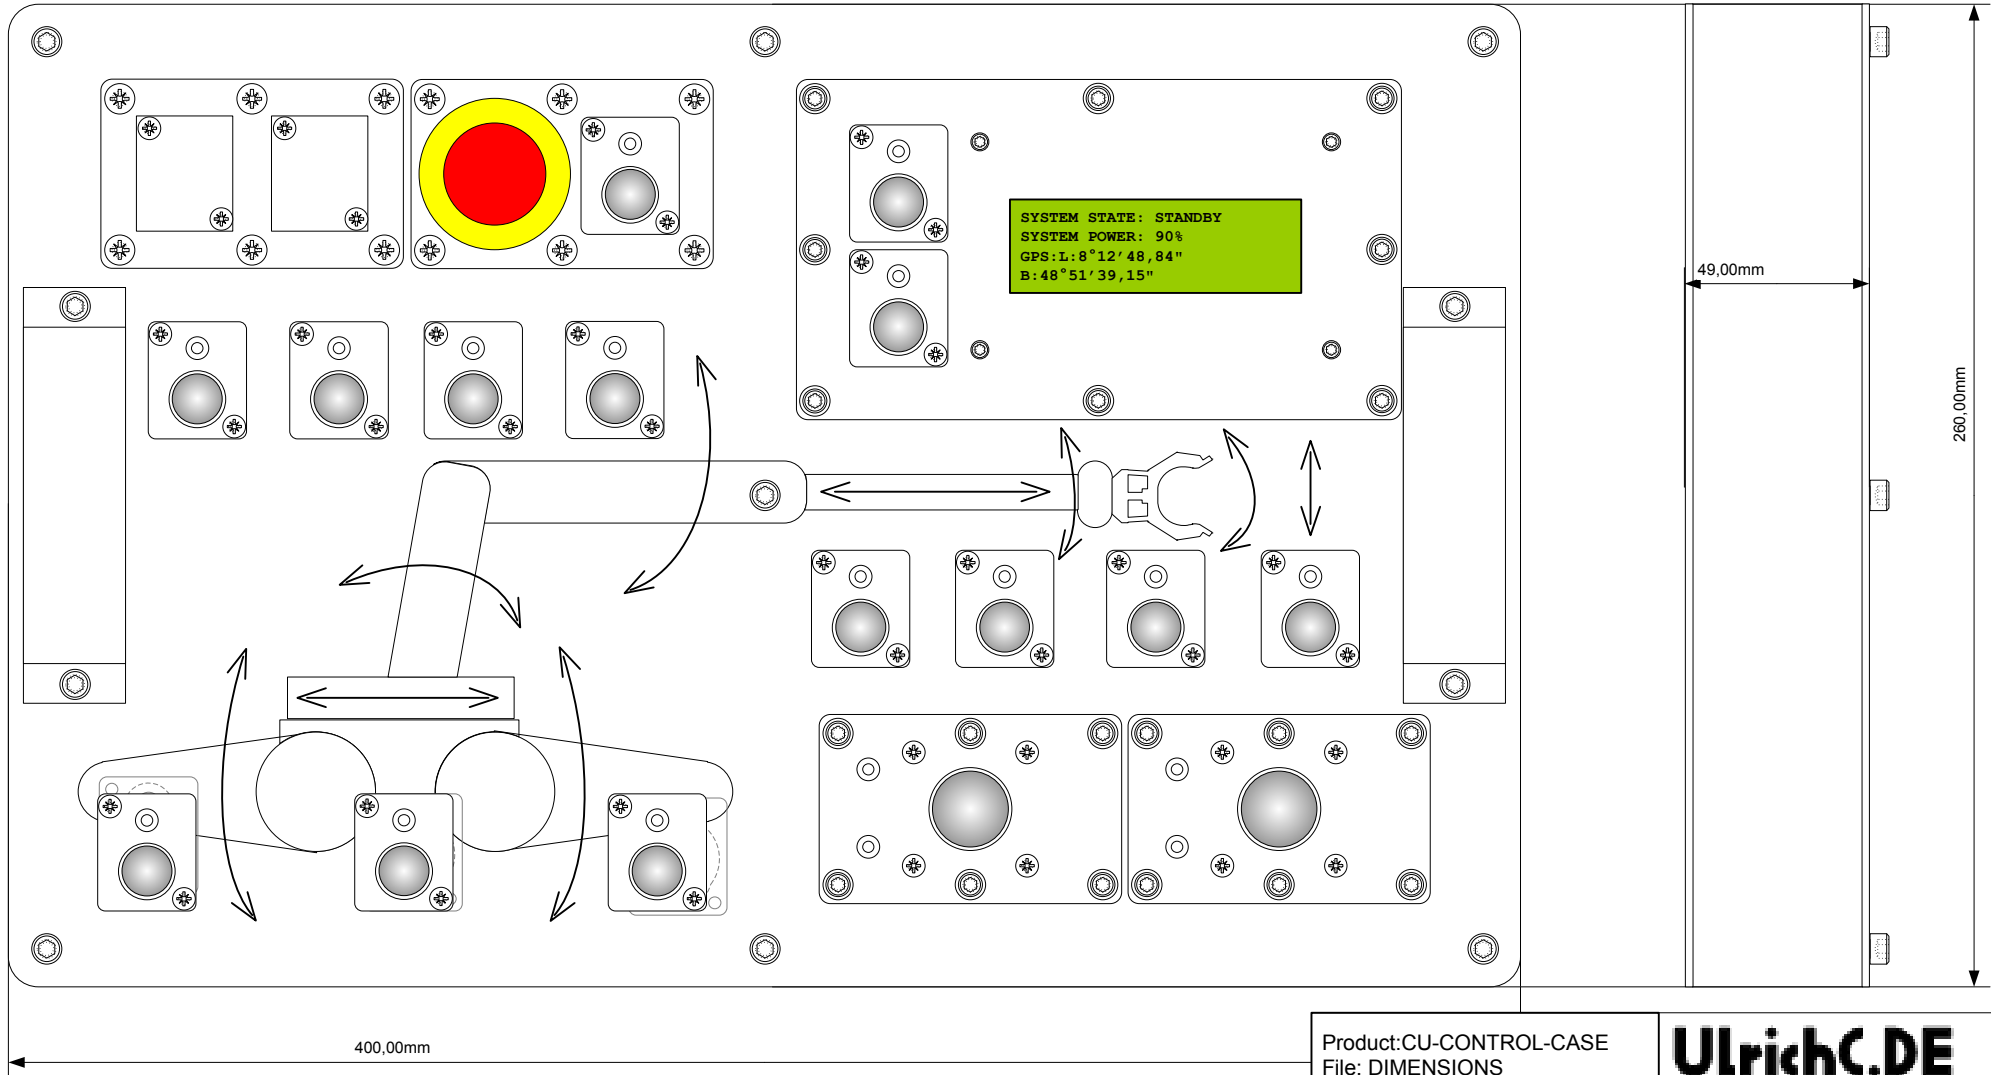 SYSTEM STATE: STANDBY
SYSTEM POWER: 90%
GPS:L:8°12’48,84"
B:48°51’39,15"
49,00mm
260,00mm
400,00mm
Product:CU-CONTROL-CASE
File: DIMENSIONS
UlrichC.DE